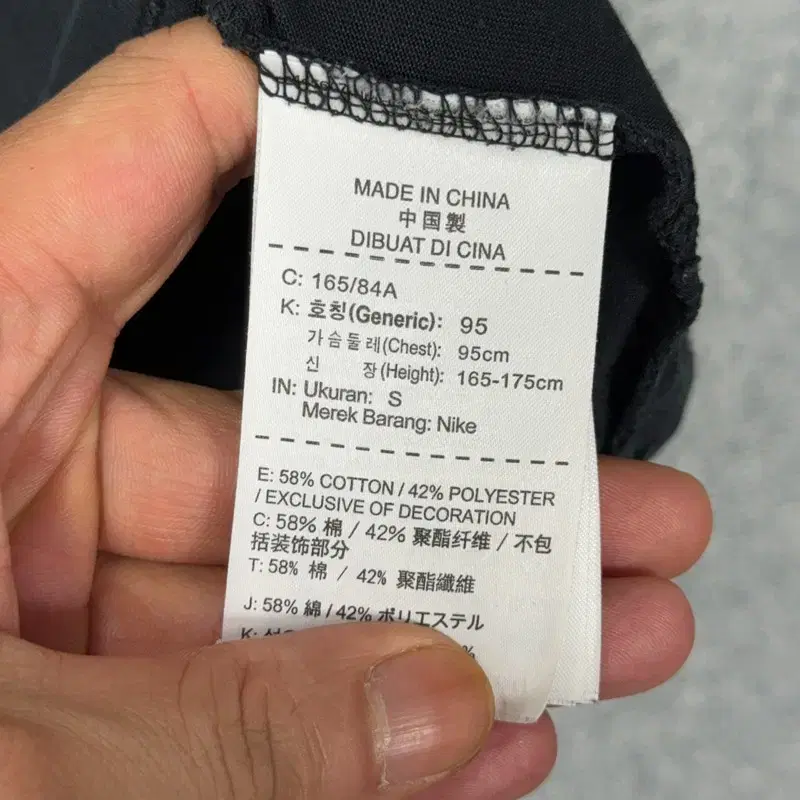 MADE IN CHINA
中国製
DIBUAT DI CINA
C: 165/84A
K: 호칭(Generic): 95
가슴둘레(Chest): 95cm
신 장(Height): 165-175cm
IN: Ukuran: S
Merek Barang: Nike
E: 58% COTTON / 42% POLYESTER
/ EXCLUSIVE OF DECORATION
C: 58% 棉 / 42% 聚酯纤维 / 不包
括装饰部分
T: 58% 棉 / 42% 聚酯纖維
J: 58% 綿 / 42% ポリエステル
K: